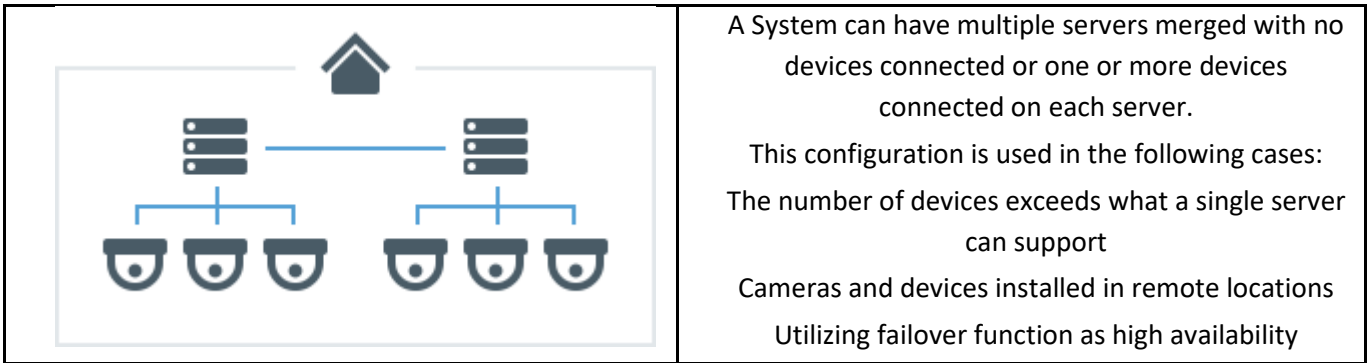 A System can have multiple servers merged with no
devices connected or one or more devices
connected on each server.
This configuration is used in the following cases:
The number of devices exceeds what a single server
can support
Cameras and devices installed in remote locations
Utilizing failover function as high availability